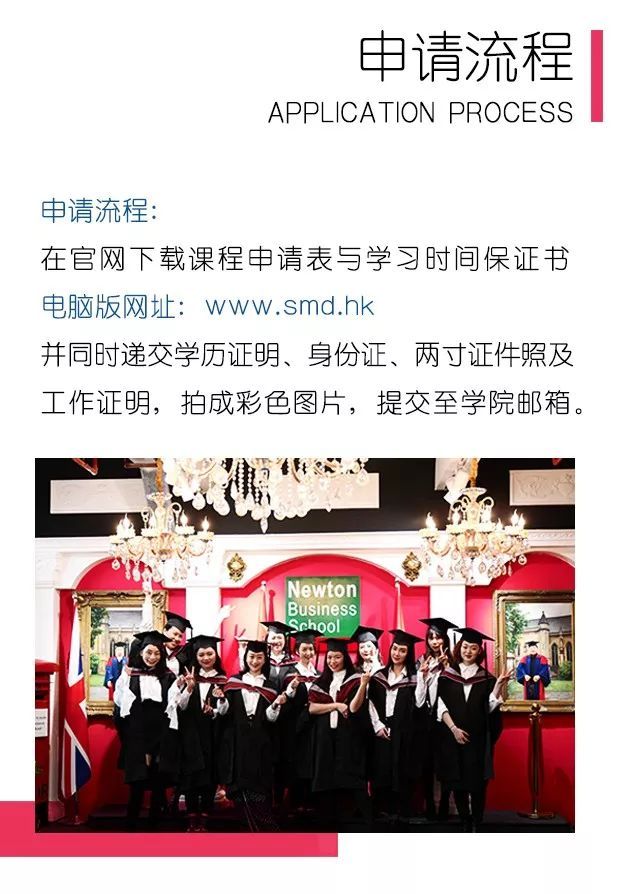 申请流程
APPLICATION PROCESS
申请流程：
在官网下载课程申请表与学习时间保证书
电脑版网址：www.smd.hk
并同时递交学历证明、身份证、两寸证件照及
工作证明，拍成彩色图片，提交至学院邮箱。
Newton
Business
School